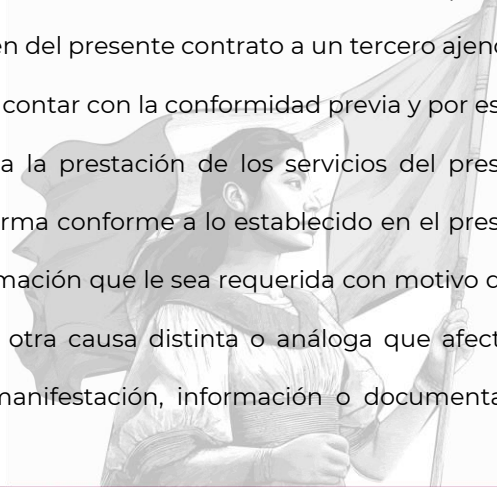 en del presente contrato a un tercero ajeno
contar con la conformidad previa y por es
a la prestación de los servicios del pres
rma conforme a lo establecido en el pres
mación que le sea requerida con motivo d
otra causa distinta o análoga que afect
manifestación, información o documenta